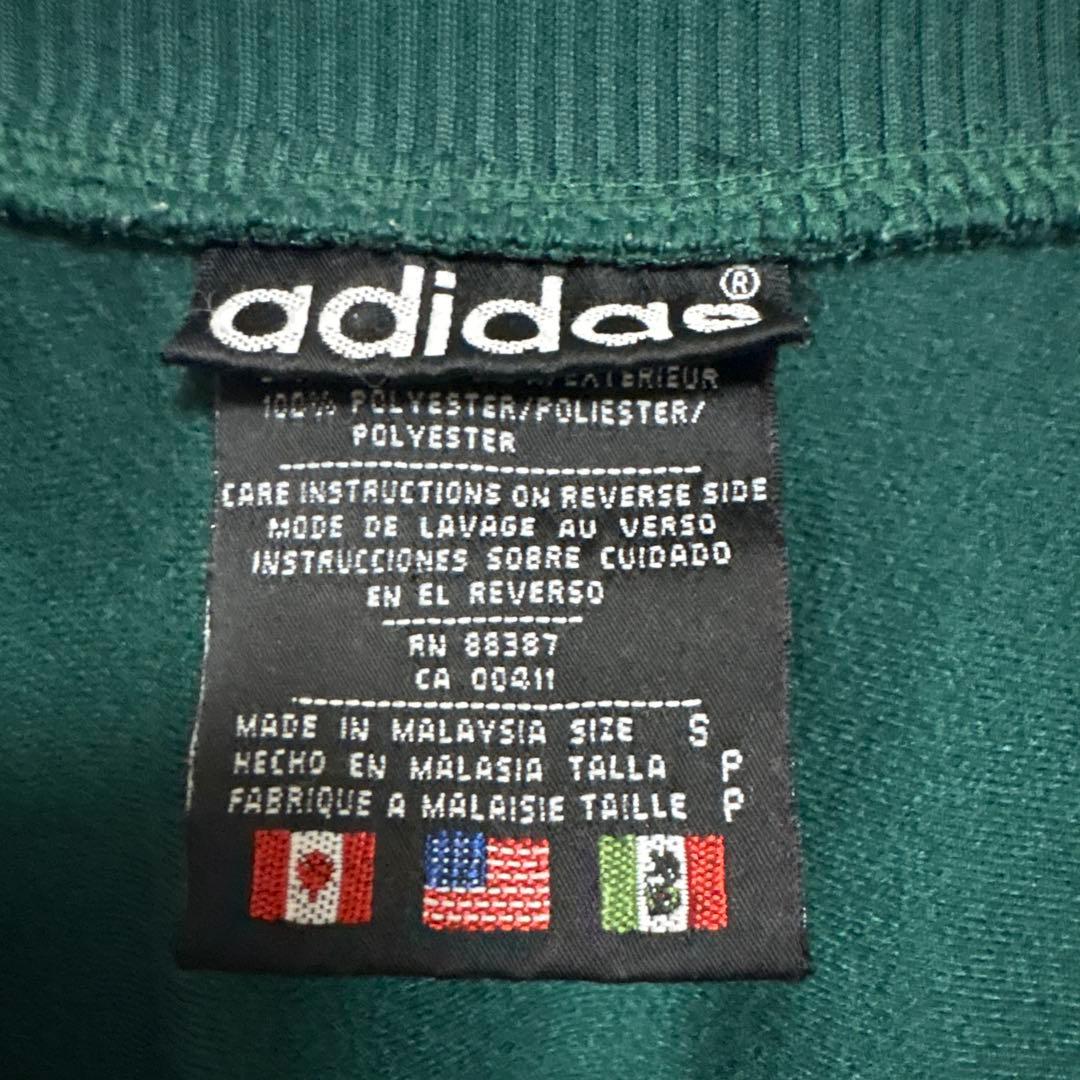 adidas®
EXTERIEUR
100% POLYESTER/POLIESTER/
POLYESTER
CARE INSTRUCTIONS ON REVERSE SIDE
MODE DE LAVAGE AU VERSO
INSTRUCCIONES SOBRE CUIDADO
EN EL REVERSO
RN 88387
CA 00411
MADE IN MALAYSIA SIZE S
HECHO EN MALASIA TALLA P
FABRIQUE A MALAISIE TAILLE P